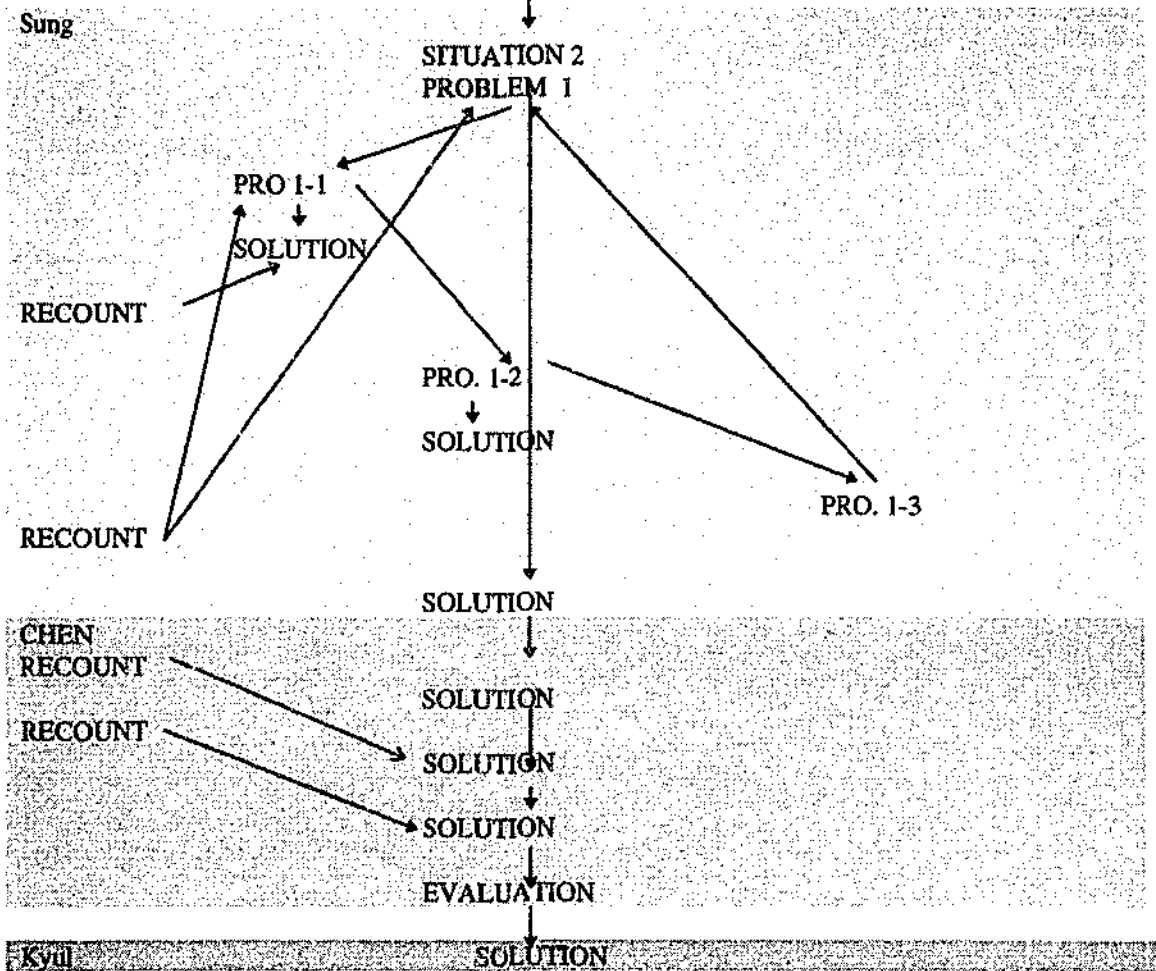 Sung
SITUATION 2
PROBLEM 1
PRO 1-1
SOLUTION
RECOUNT
PRO. 1-2
SOLUTION
PRO. 1-3
RECOUNT
SOLUTION
CHEN
RECOUNT
SOLUTION
RECOUNT
SOLUTION
SOLUTION
EVALUATION
Kyul SOLUTION